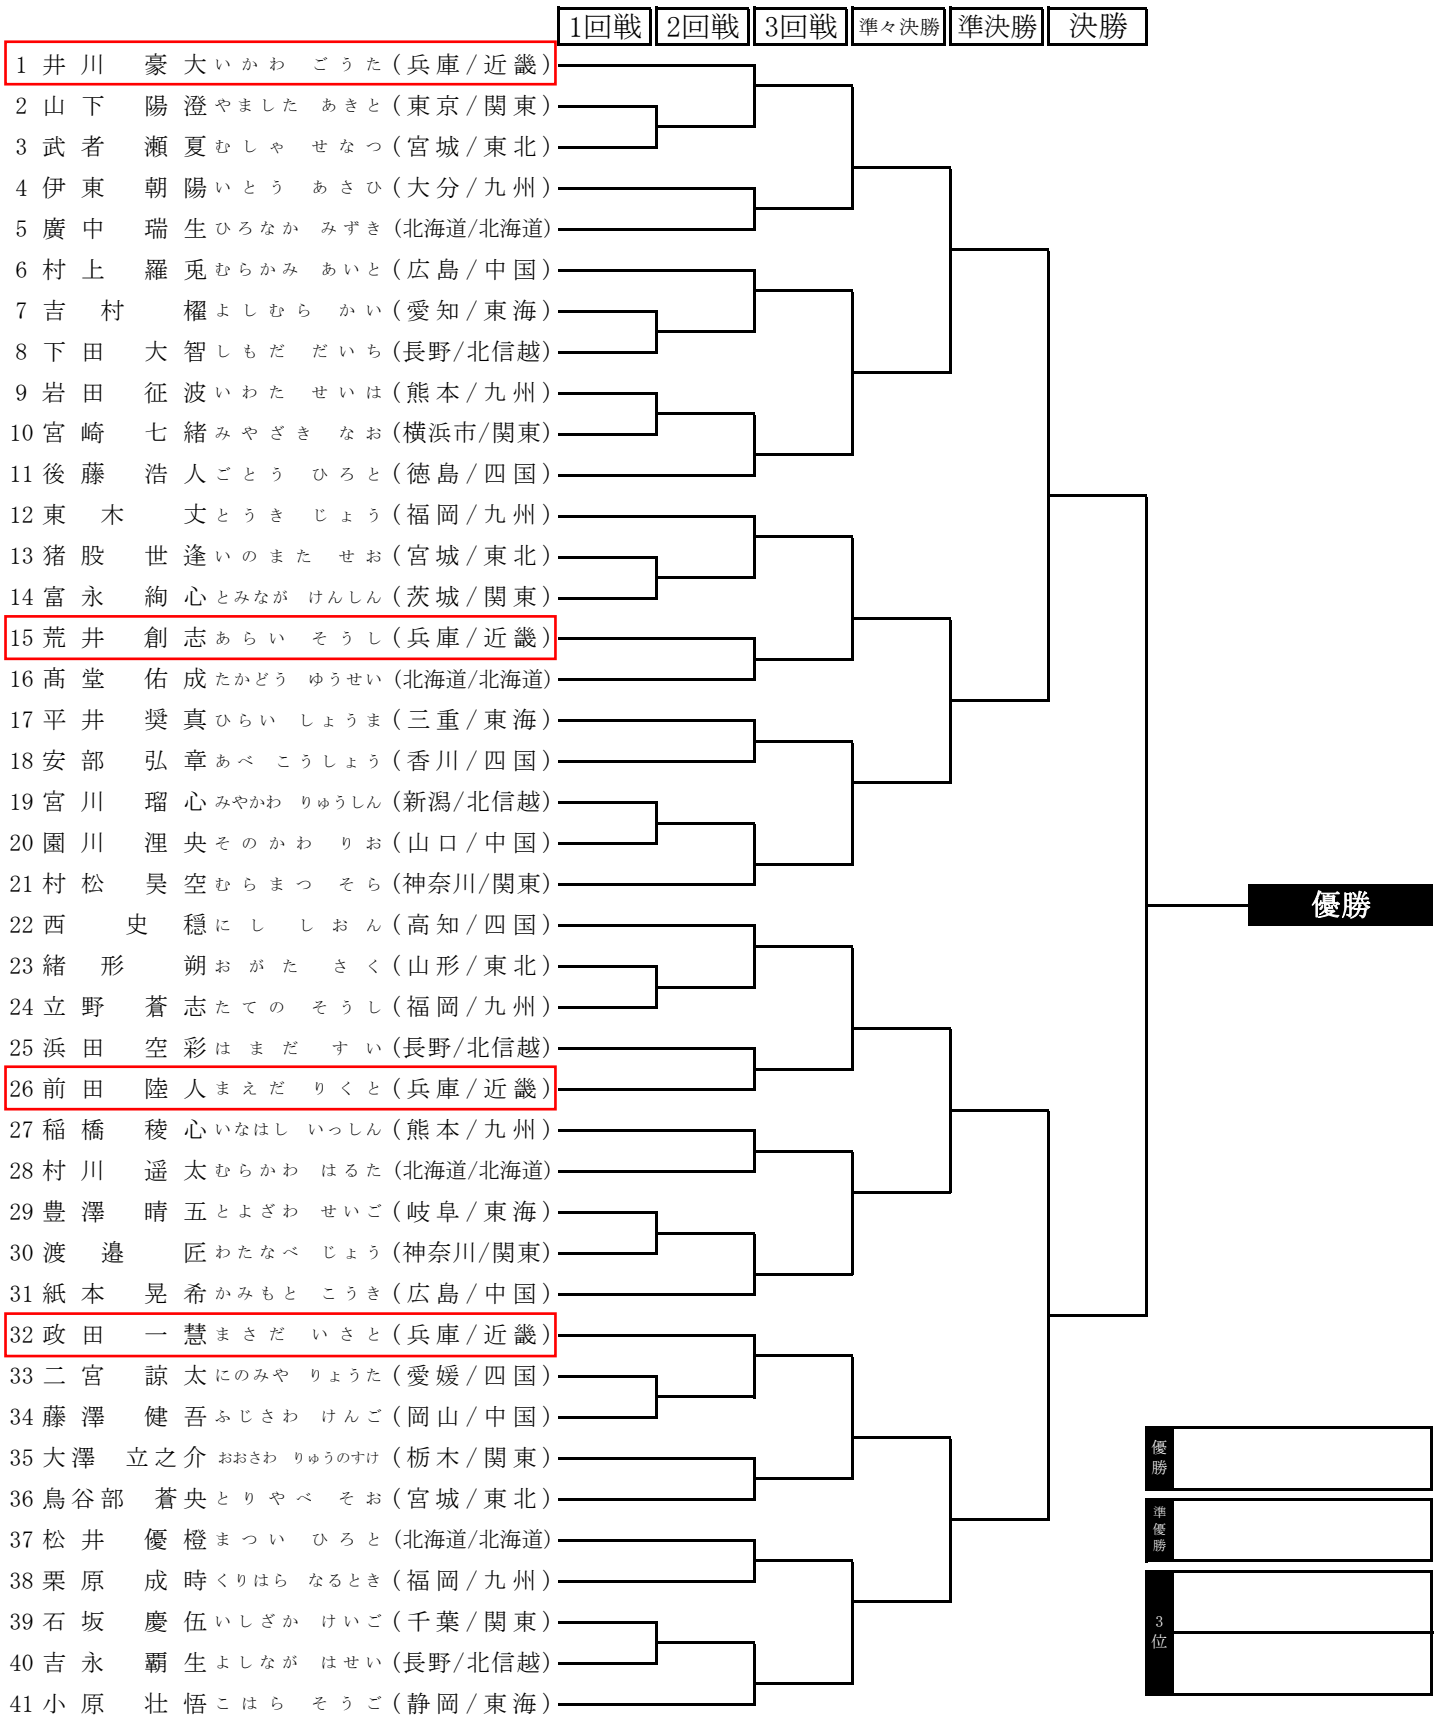 1回戦 2回戦 3回戦 準々決勝 準決勝 決勝
1 井川 豪大 いかわ ごうた (兵庫/近畿)
2 山下 陽澄 やました あきと (東京/関東)
3 武者 瀬夏 むしゃ せなつ (宮城/東北)
4 伊東 朝陽 いとう あさひ (大分/九州)
5 廣中 瑞生 ひろなか みずき (北海道/北海道)
6 村上 羅兎 むらかみ あいと (広島/中国)
7 吉村 櫂 よしむら かい (愛知/東海)
8 下田 大智 しもだ だいち (長野/北信越)
9 岩田 征波 いわた せいは (熊本/九州)
10 宮崎 七緒 みやざき なお (横浜市/関東)
11 後藤 浩人 ごとう ひろと (徳島/四国)
12 東木 丈 とうき じょう (福岡/九州)
13 猪股 世逢 いのまた せお (宮城/東北)
14 富永 絢心 とみなが けんしん (茨城/関東)
15 荒井 創志 あらい そうし (兵庫/近畿)
16 髙堂 佑成 たかどう ゆうせい (北海道/北海道)
17 平井 奨真 ひらい しょうま (三重/東海)
18 安部 弘章 あべ こうしょう (香川/四国)
19 宮川 瑠心 みやかわ りゅうしん (新潟/北信越)
20 園川 浬央 そのかわ りお (山口/中国)
21 村松 昊空 むらまつ そら (神奈川/関東)
22 西 史穏 にし しおん (高知/四国)
23 緒形 朔 おがた さく (山形/東北)
24 立野 蒼志 たての そうし (福岡/九州)
25 浜田 空彩 はまだ すい (長野/北信越)
26 前田 陸人 まえだ りくと (兵庫/近畿)
27 稲橋 稜心 いなはし いっしん (熊本/九州)
28 村川 遥太 むらかわ はるた (北海道/北海道)
29 豊澤 晴五 とよざわ せいご (岐阜/東海)
30 渡邉 匠 わたなべ じょう (神奈川/関東)
31 紙本 晃希 かみもと こうき (広島/中国)
32 政田 一慧 まさだ いさと (兵庫/近畿)
33 二宮 諒太 にのみや りょうた (愛媛/四国)
34 藤澤 健吾 ふじさわ けんご (岡山/中国)
35 大澤 立之介 おおさわ りゅうのすけ (栃木/関東)
36 鳥谷部 蒼央 とりやべ そお (宮城/東北)
37 松井 優橙 まつい ひろと (北海道/北海道)
38 栗原 成時 くりはら なるとき (福岡/九州)
39 石坂 慶伍 いしざか けいご (千葉/関東)
40 吉永 覇生 よしなが はせい (長野/北信越)
41 小原 壮悟 こはら そうご (静岡/東海)
優勝
優勝
準優勝
3位